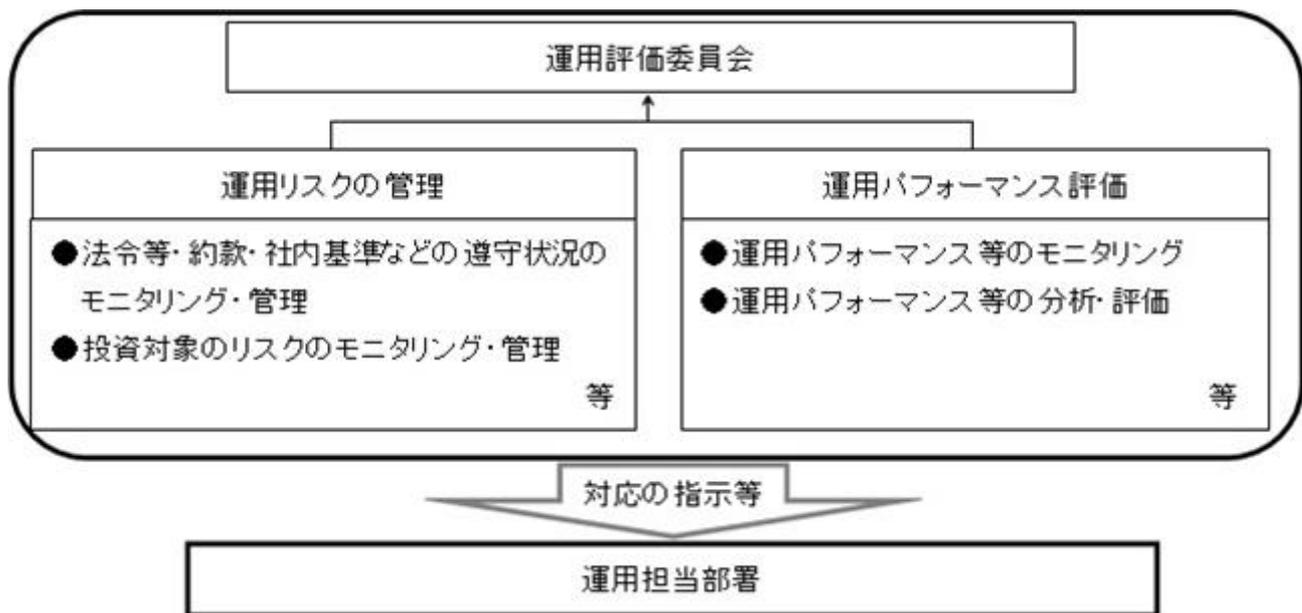 運用評価委員会
運用リスクの管理
●法令等・約款・社内基準などの遵守状況の
モニタリング・管理
●投資対象のリスクのモニタリング・管理
等
運用パフォーマンス評価
●運用パフォーマンス等のモニタリング
●運用パフォーマンス等の分析・評価
等
対応の指示等
運用担当部署